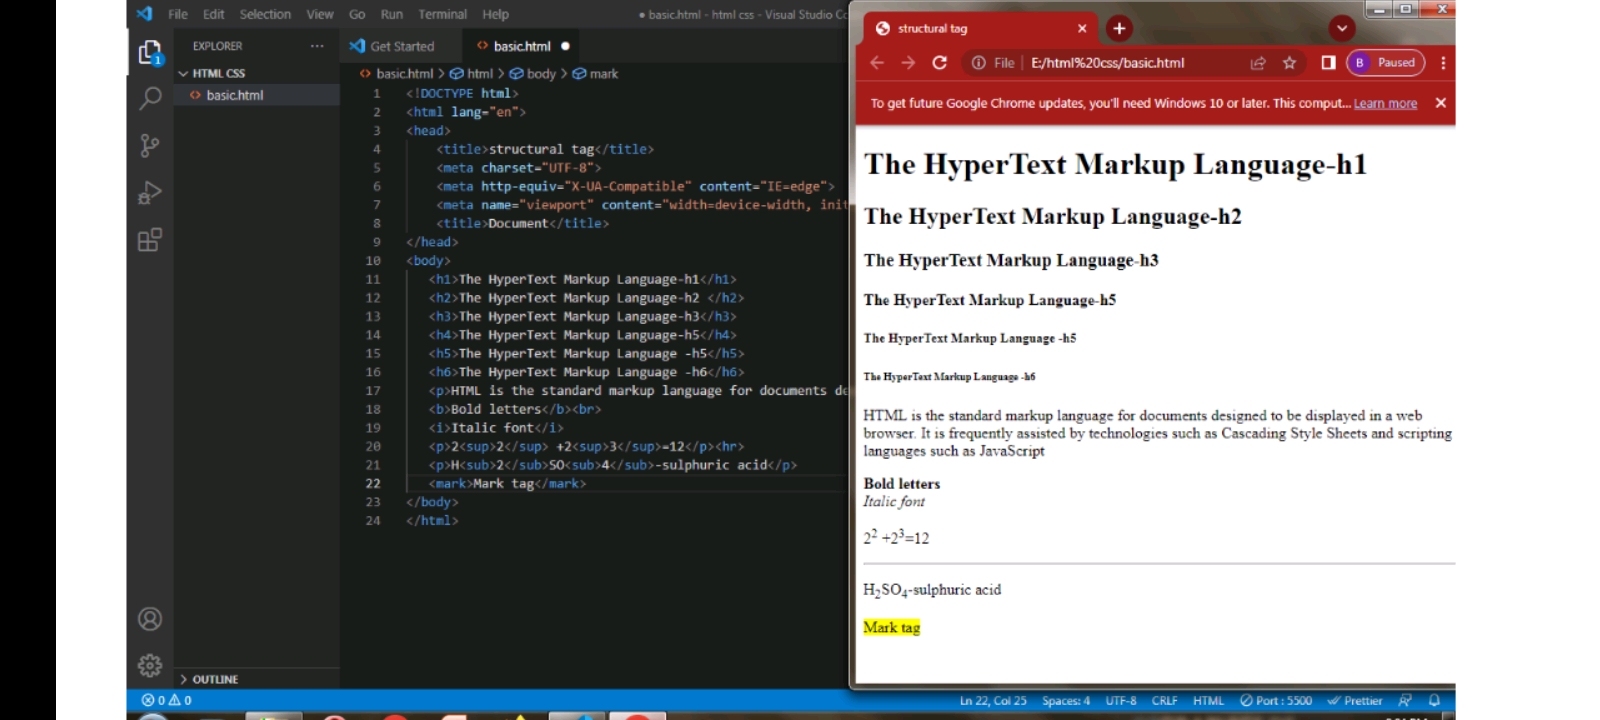 File Edit Selection View Go Run Terminal Help
● basic.html - html css - Visual Studio Co
EXPLORER ...
HTML CSS
<> basic.html
1
Get Started
<> basic.html ●
<> basic.html > html > body > mark
1 <!DOCTYPE html>
2 <html lang="en">
3 <head>
4 <title>structural tag</title>
5 <meta charset="UTF-8">
6 <meta http-equiv="X-UA-Compatible" content="IE=edge">
7 <meta name="viewport" content="width=device-width, init
8 <title>Document</title>
9 </head>
10 <body>
11 <h1>The HyperText Markup Language-h1</h1>
12 <h2>The HyperText Markup Language-h2 </h2>
13 <h3>The HyperText Markup Language-h3</h3>
14 <h4>The HyperText Markup Language-h5</h4>
15 <h5>The HyperText Markup Language -h5</h5>
16 <h6>The HyperText Markup Language -h6</h6>
17 <p>HTML is the standard markup language for documents de
18 <b>Bold letters</b><br>
19 <i>Italic font</i>
20 <p>2<sup>2</sup> +2<sup>3</sup>=12</p><hr>
21 <p>H<sub>2</sub>SO<sub>4</sub>-sulphuric acid</p>
22 <mark>Mark tag</mark>
23 </body>
24 </html>
> OUTLINE
structural tag
File | E:/html%20css/basic.html
B Paused
To get future Google Chrome updates, you'll need Windows 10 or later. This comput... Learn more
The HyperText Markup Language-h1
The HyperText Markup Language-h2
The HyperText Markup Language-h3
The HyperText Markup Language-h5
The HyperText Markup Language -h5
The HyperText Markup Language -h6
HTML is the standard markup language for documents designed to be displayed in a web
browser. It is frequently assisted by technologies such as Cascading Style Sheets and scripting
languages such as JavaScript
Bold letters
Italic font
2² +2³=12
H₂SO₄-sulphuric acid
Mark tag
0 0 Ln 22, Col 25 Spaces: 4 UTF-8 CRLF HTML Port : 5500 Prettier